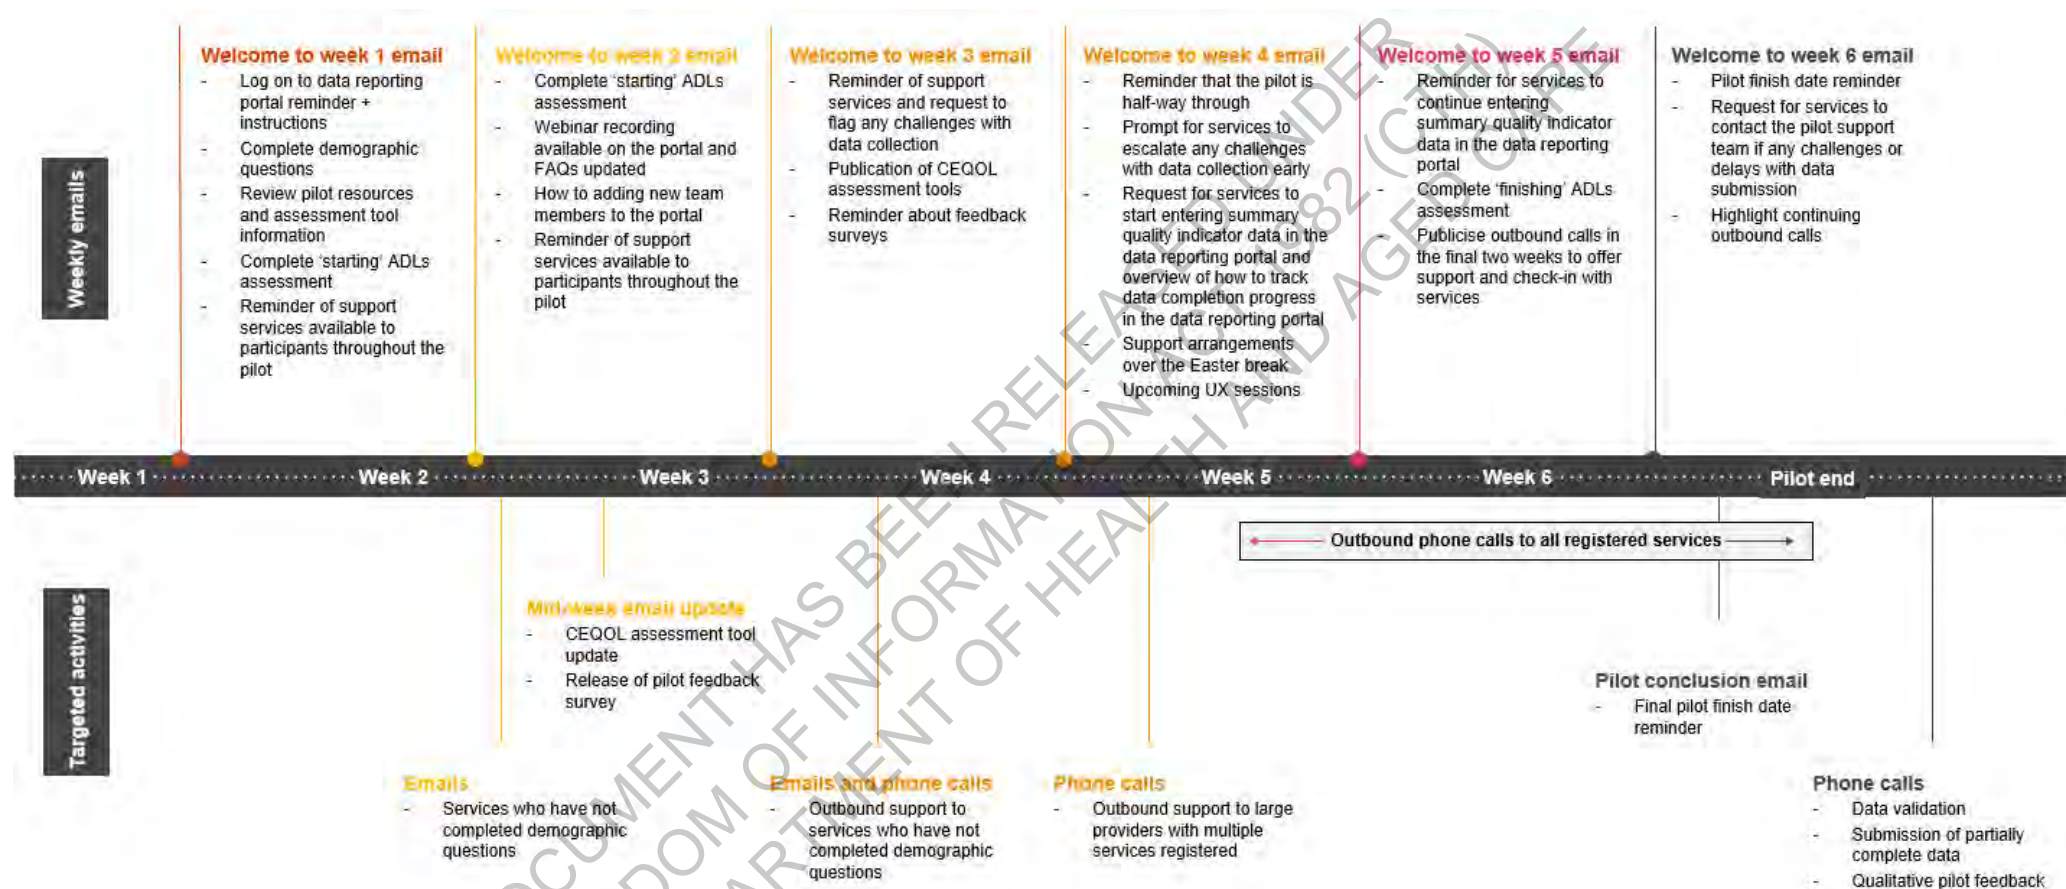 Weekly emails
Welcome to week 1 email
- Log on to data reporting
portal reminder +
instructions
- Complete demographic
questions
- Review pilot resources
and assessment tool
information
- Complete 'starting' ADLs
assessment
- Reminder of support
services available to
participants throughout the
pilot
Welcome to week 2 email
- Complete 'starting' ADLs
assessment
- Webinar recording
available on the portal and
FAQs updated
- How to adding new team
members to the portal
- Reminder of support
services available to
participants throughout the
pilot
Welcome to week 3 email
- Reminder of support
services and request to
flag any challenges with
data collection
- Publication of CEQOL
assessment tools
- Reminder about feedback
surveys
Welcome to week 4 email
- Reminder that the pilot is
half-way through
- Prompt for services to
escalate any challenges
with data collection early
- Request for services to
start entering summary
quality indicator data in the
data reporting portal and
overview of how to track
data completion progress
in the data reporting portal
- Support arrangements
over the Easter break
- Upcoming UX sessions
Welcome to week 5 email
- Reminder for services to
continue entering
summary quality indicator
data in the data reporting
portal
- Complete 'finishing' ADLs
assessment
- Publicise outbound calls in
the final two weeks to offer
support and check-in with
services
Welcome to week 6 email
- Pilot finish date reminder
- Request for services to
contact the pilot support
team if any challenges or
delays with data
submission
- Highlight continuing
outbound calls
Week 1
Week 2
Week 3
Week 4
Week 5
Week 6
Pilot end
Outbound phone calls to all registered services
Targeted activities
Mid-week email update
- CEQOL assessment tool
update
- Release of pilot feedback
survey
Emails
- Services who have not
completed demographic
questions
Emails and phone calls
- Outbound support to
services who have not
completed demographic
questions
Phone calls
- Outbound support to large
providers with multiple
services registered
Pilot conclusion email
- Final pilot finish date
reminder
Phone calls
- Data validation
- Submission of partially
complete data
- Qualitative pilot feedback
DOCUMENT HAS BEEN RELEASED UNDER
FREEDOM OF INFORMATION ACT 1982 (CTH)
DEPARTMENT OF HEALTH AND AGED CARE